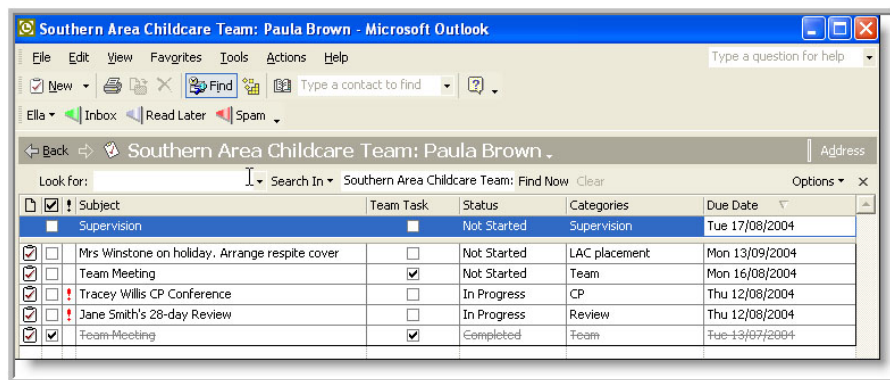 Southern Area Childcare Team: Paula Brown - Microsoft Outlook
File Edit View Favorites Tools Actions Help Type a question for help
New Find Type a contact to find
Ella Inbox Read Later Spam
Back Southern Area Childcare Team: Paula Brown Address
Look for: Search In Southern Area Childcare Team: Find Now Clear Options
! Subject Team Task Status Categories Due Date
Supervision Not Started Supervision Tue 17/08/2004
Mrs Winstone on holiday. Arrange respite cover Not Started LAC placement Mon 13/09/2004
Team Meeting Not Started Team Mon 16/08/2004
! Tracey Willis CP Conference In Progress CP Thu 12/08/2004
! Jane Smith's 28-day Review In Progress Review Thu 12/08/2004
Team Meeting Completed Team Tue 13/07/2004